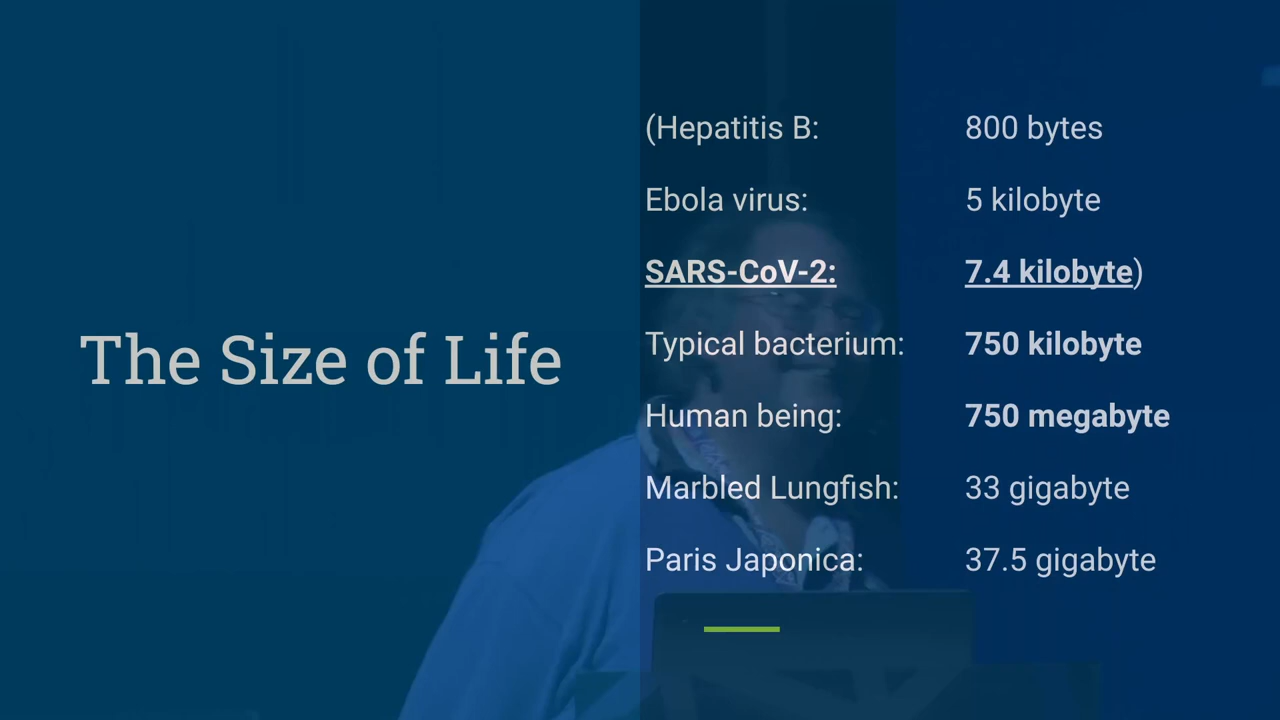 The Size of Life
(Hepatitis B: 800 bytes
Ebola virus: 5 kilobyte
SARS-CoV-2: 7.4 kilobyte)
Typical bacterium: 750 kilobyte
Human being: 750 megabyte
Marbled Lungfish: 33 gigabyte
Paris Japonica: 37.5 gigabyte